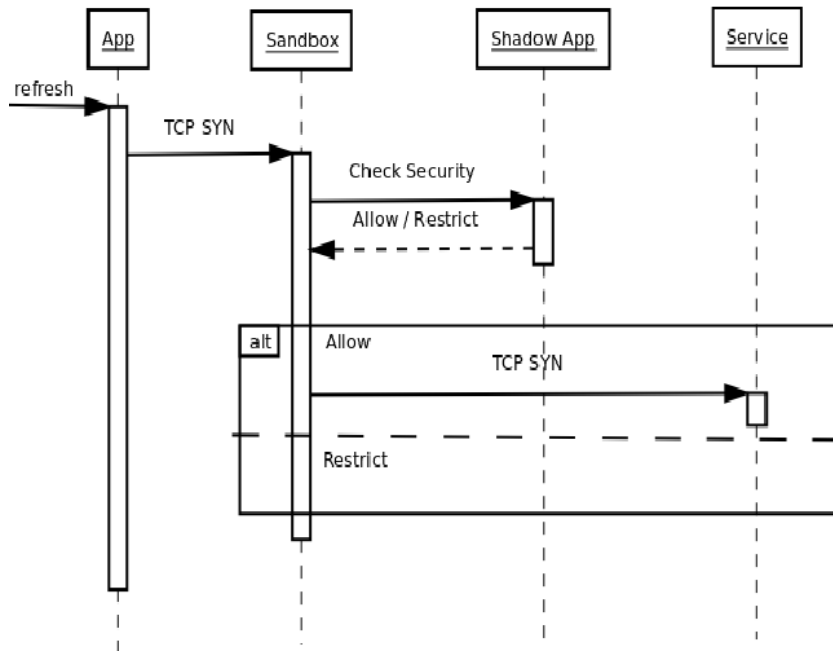 App
Sandbox
Shadow App
Service
refresh
TCP SYN
Check Security
Allow / Restrict
alt
Allow
TCP SYN
Restrict